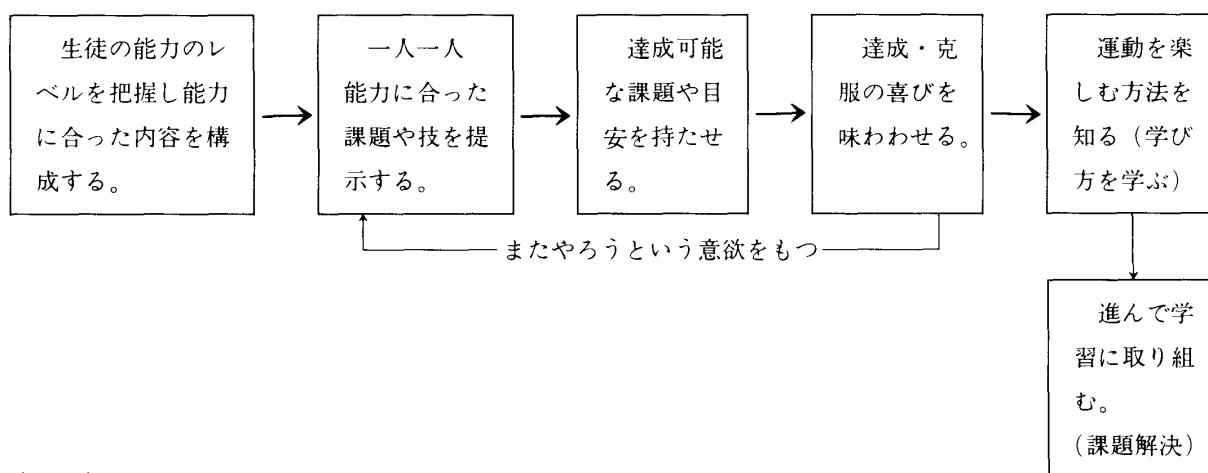 生徒の能力のレ
ベルを把握し能力
に合った内容を構
成する。
一人一人
能力に合った
課題や技を提
示する。
達成可能
な課題や目
安を持たせ
る。
達成・克
服の喜びを
味わわせる。
運動を楽
しむ方法を
知る(学び
方を学ぶ)
またやろうという意欲をもつ
進んで学
習に取り組
む。
(課題解決)